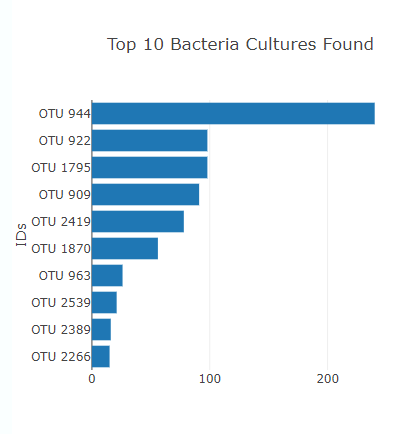 Top 10 Bacteria Cultures Found
OTU 944
OTU 922
OTU 1795
OTU 909
OTU 2419
OTU 1870
OTU 963
OTU 2539
OTU 2389
OTU 2266
IDs
0 100 200